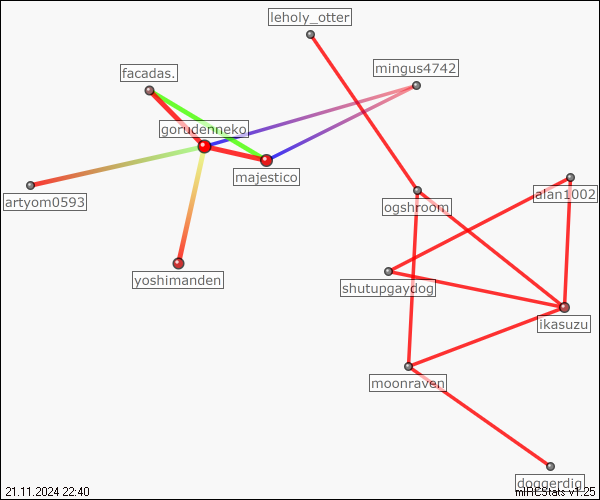 leholy_otter
mingus4742
facadas.
gorudenneko
majestico
alan1002
artyom0593
ogshroom
yoshimanden
shutupgaydog
ikasuzu
moonraven
doggerdig
21.11.2024 22:40
mIRCStats v1.25